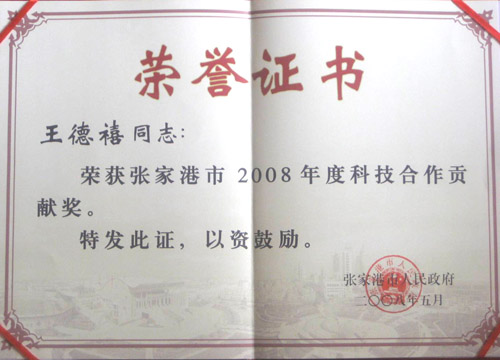 荣誉证书
王德禧同志:
荣获张家港市 2008 年度科技合作贡
献奖。
特发此证，以资鼓励。
张家港市人民政府
二〇〇八年五月